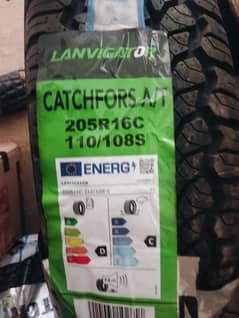 LANVIGATOR
CATCHFORS A/T
205R16C
110/108S
ENERG
D
C